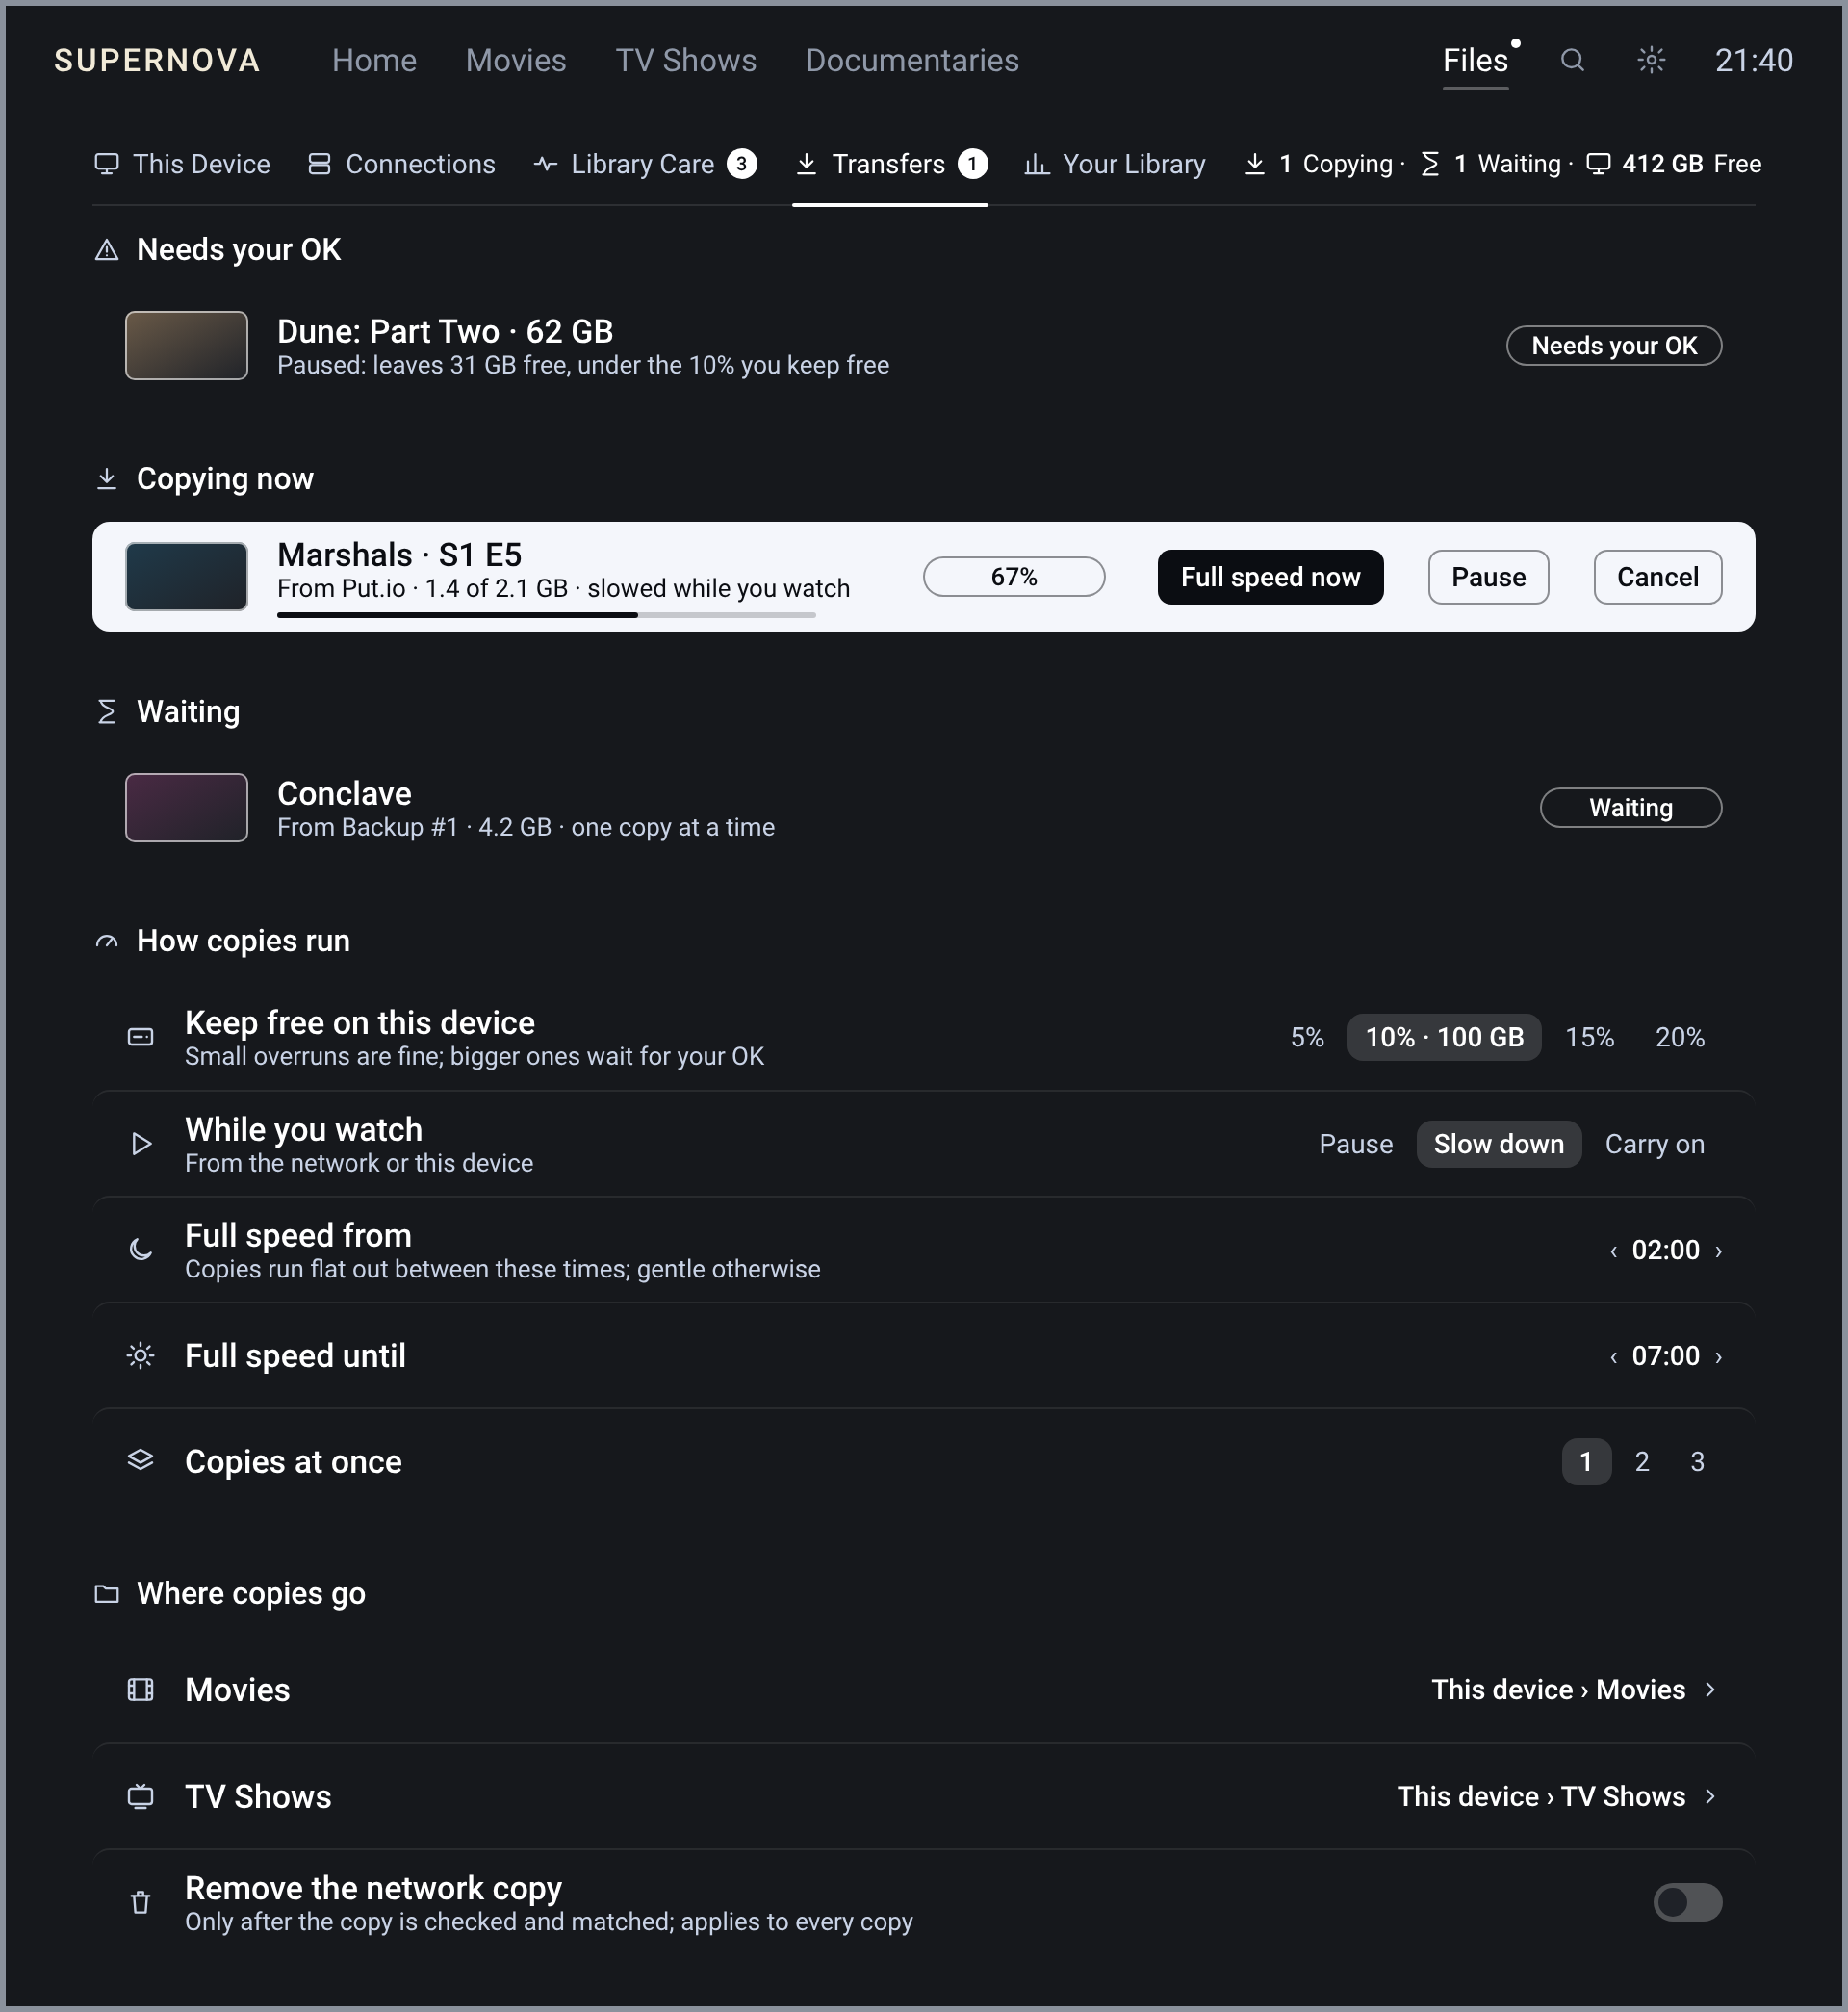 SUPERNOVA Home Movies TV Shows Documentaries Files 21:40
This Device Connections Library Care 3 Transfers 1 Your Library 1 Copying · 1 Waiting · 412 GB Free
Needs your OK
Dune: Part Two · 62 GB
Paused: leaves 31 GB free, under the 10% you keep free
Needs your OK
Copying now
Marshals · S1 E5
From Put.io · 1.4 of 2.1 GB · slowed while you watch
67% Full speed now Pause Cancel
Waiting
Conclave
From Backup #1 · 4.2 GB · one copy at a time
Waiting
How copies run
Keep free on this device
Small overruns are fine; bigger ones wait for your OK
5% 10% · 100 GB 15% 20%
While you watch
From the network or this device
Pause Slow down Carry on
Full speed from
Copies run flat out between these times; gentle otherwise
‹ 02:00 ›
Full speed until
‹ 07:00 ›
Copies at once
1 2 3
Where copies go
Movies
This device › Movies ›
TV Shows
This device › TV Shows ›
Remove the network copy
Only after the copy is checked and matched; applies to every copy